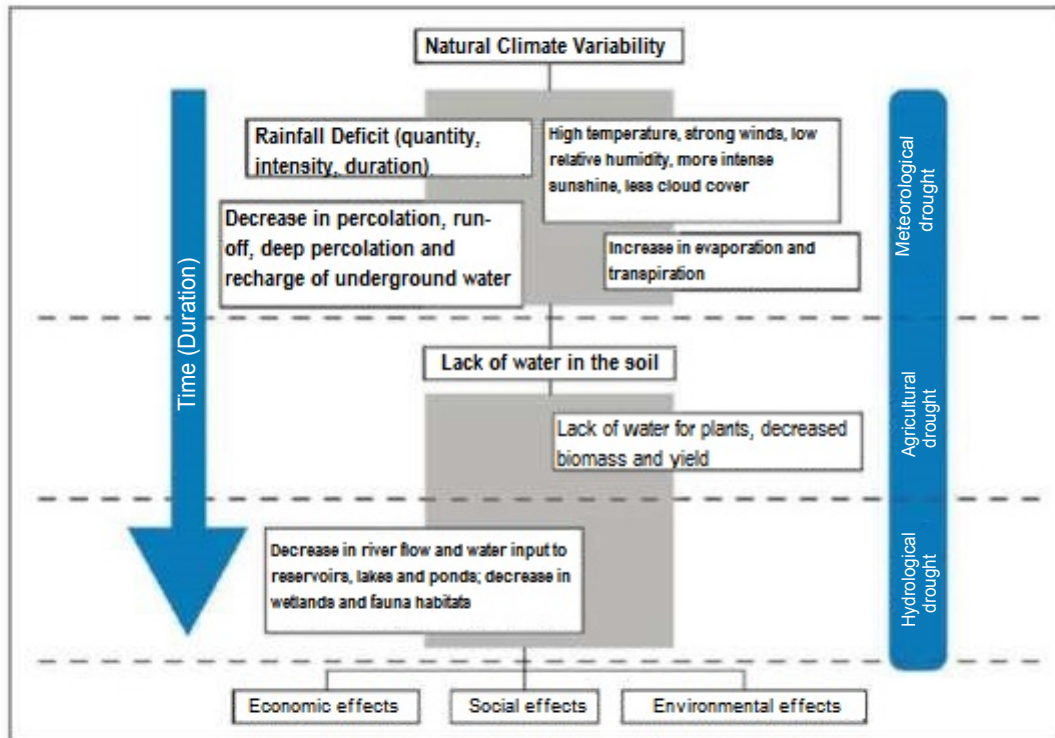 Natural Climate Variability
Rainfall Deficit (quantity,
intensity, duration)
High temperature, strong winds, low
relative humidity, more intense
sunshine, less cloud cover
Decrease in percolation, run-
off, deep percolation and
recharge of underground water
Increase in evaporation and
transpiration
Meteorological
drought
Time (Duration)
Lack of water in the soil
Lack of water for plants, decreased
biomass and yield
Agricultural
drought
Decrease in river flow and water input to
reservoirs, lakes and ponds; decrease in
wetlands and fauna habitats
Hydrological
drought
Economic effects
Social effects
Environmental effects